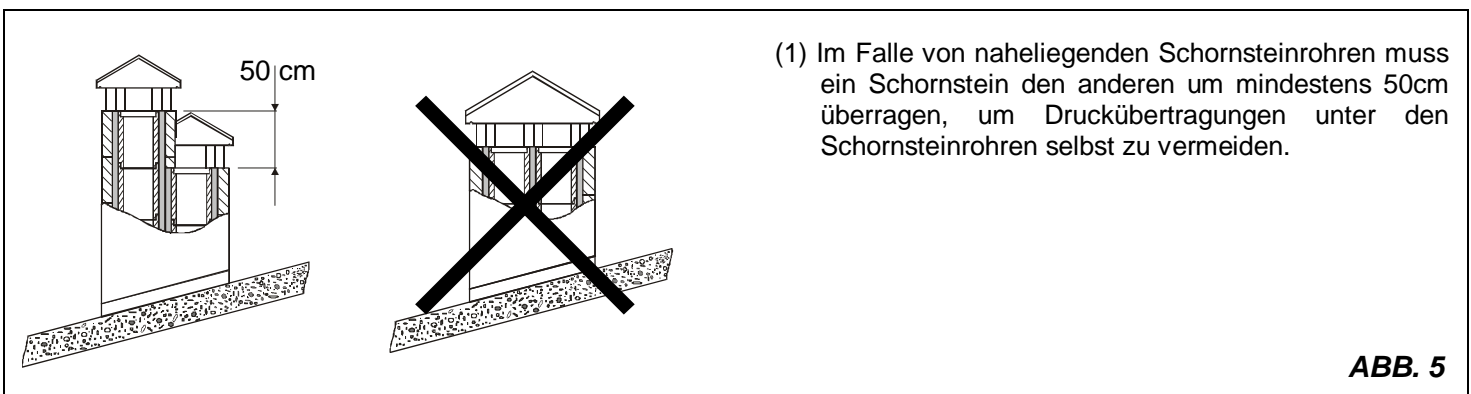 50 cm
(1) Im Falle von naheliegenden Schornsteinrohren muss
ein Schornstein den anderen um mindestens 50cm
überragen, um Druckübertragungen unter den
Schornsteinrohren selbst zu vermeiden.
ABB. 5